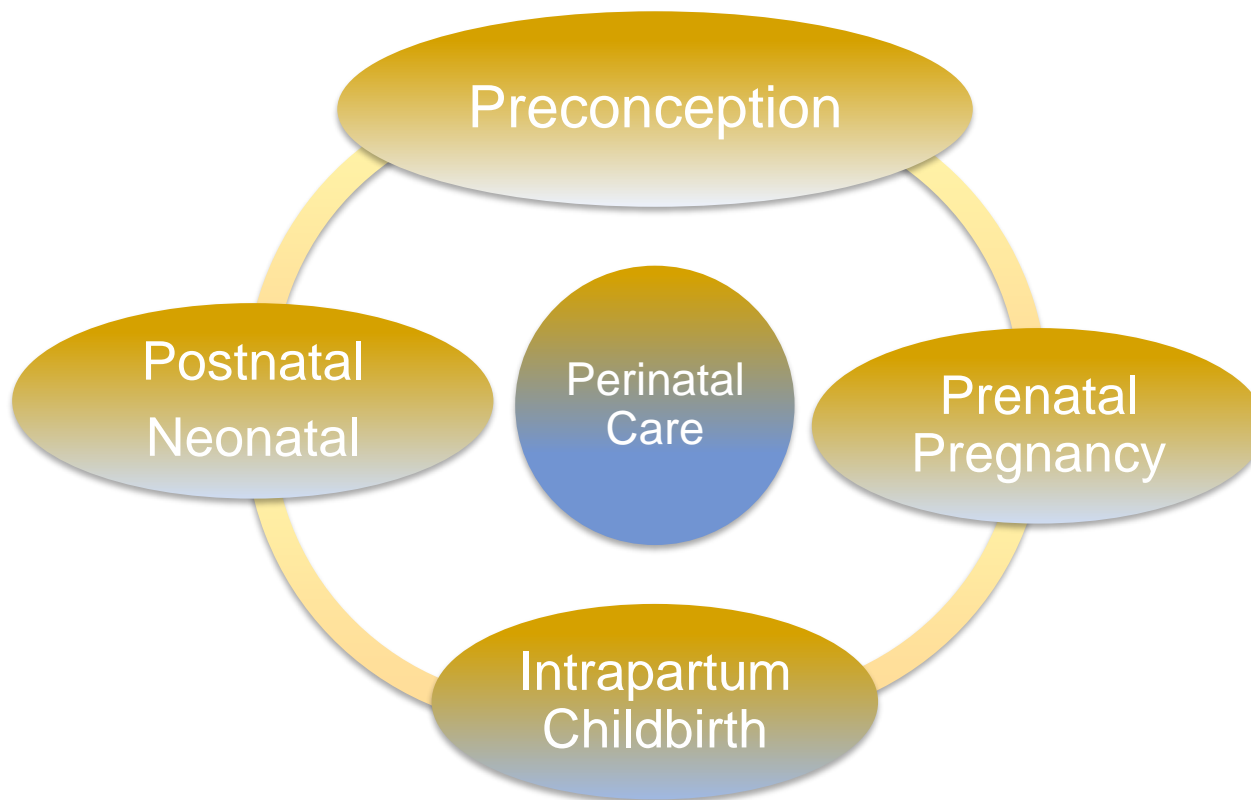 Preconception
Postnatal
Neonatal
Perinatal
Care
Prenatal
Pregnancy
Intrapartum
Childbirth